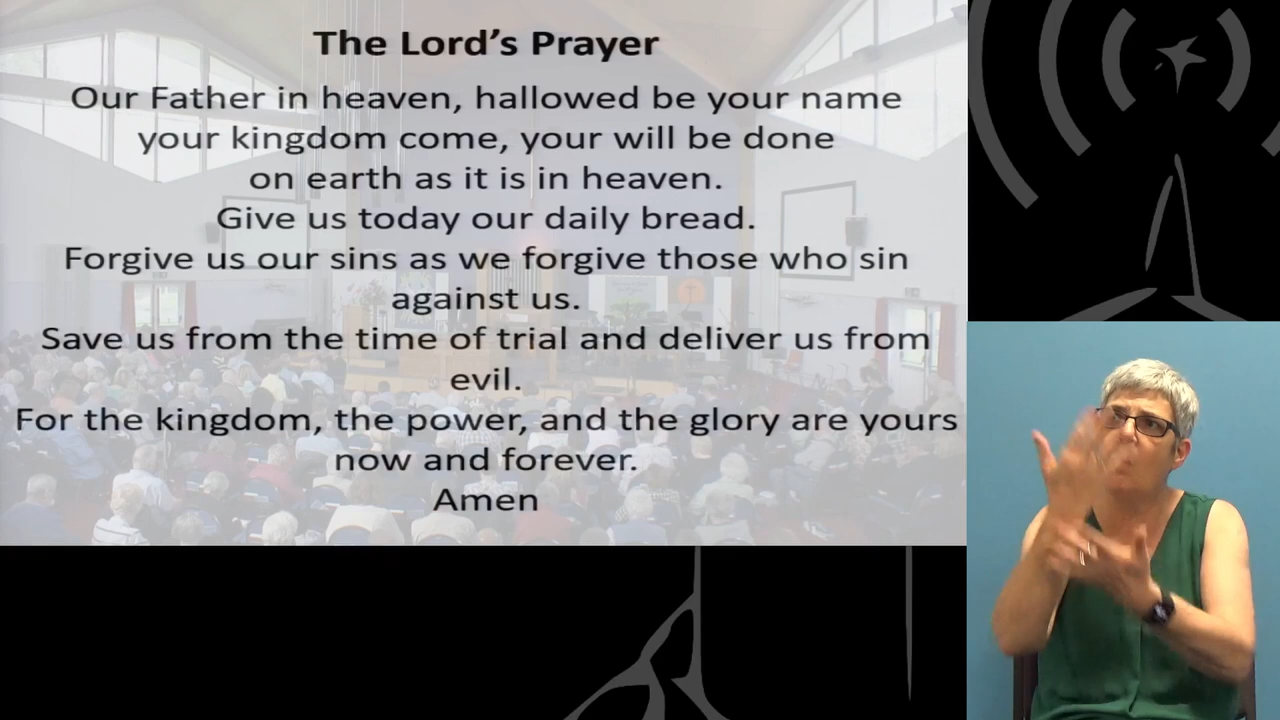 The Lord's Prayer
Our Father in heaven, hallowed be your name
your kingdom come, your will be done
on earth as it is in heaven.
Give us today our daily bread.
Forgive us our sins as we forgive those who sin
against us.
Save us from the time of trial and deliver us from
evil.
For the kingdom, the power, and the glory are yours
now and forever.
Amen